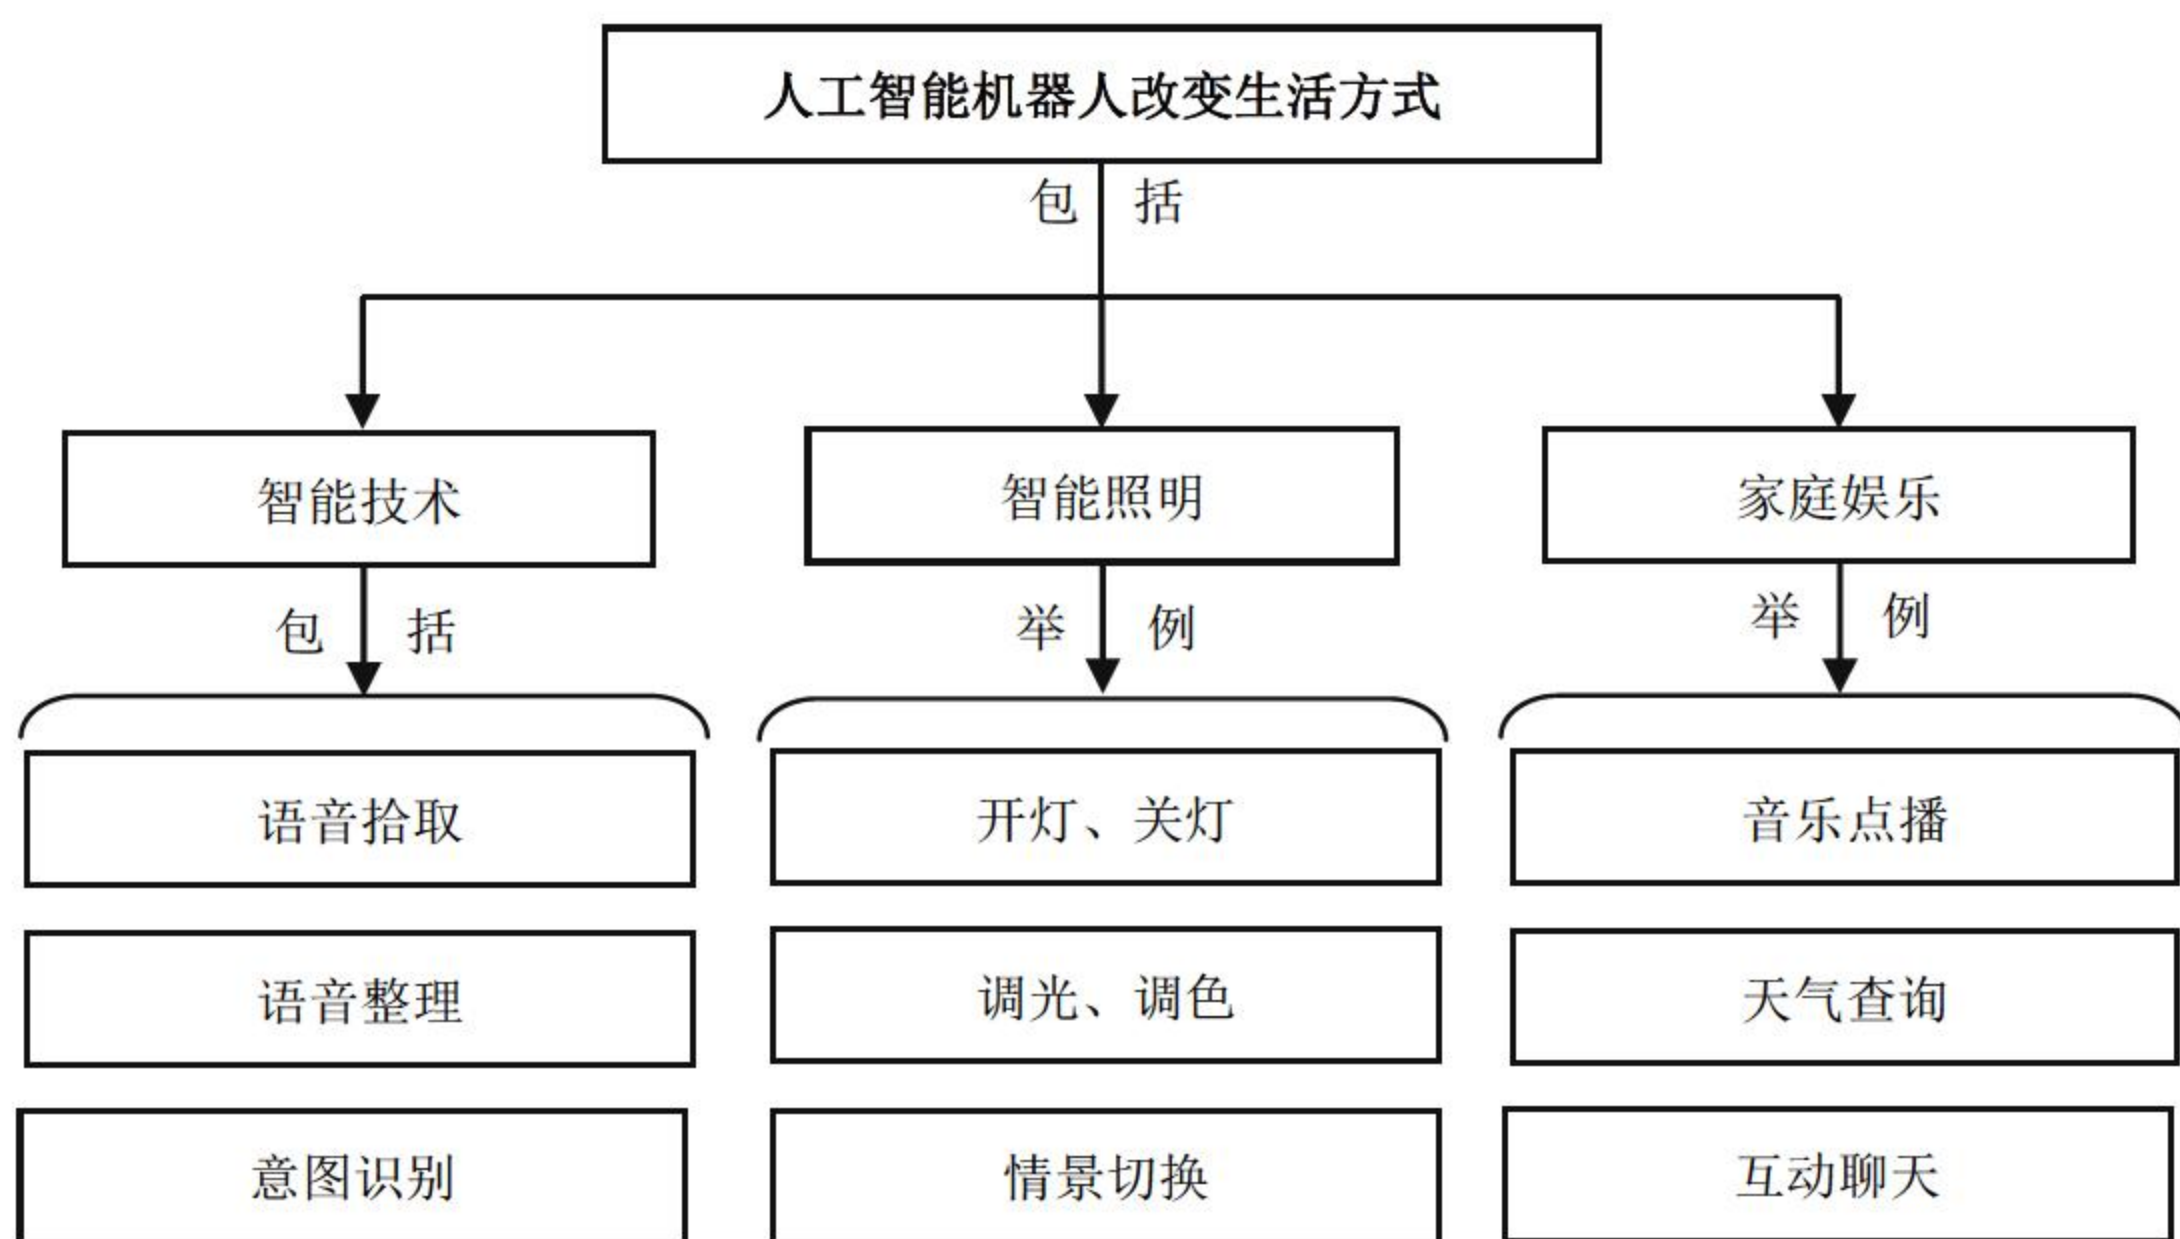 人工智能机器人改变生活方式
包 括
智能技术 智能照明 家庭娱乐
包 括 举 例 举 例
语音拾取 开灯、关灯 音乐点播
语音整理 调光、调色 天气查询
意图识别 情景切换 互动聊天